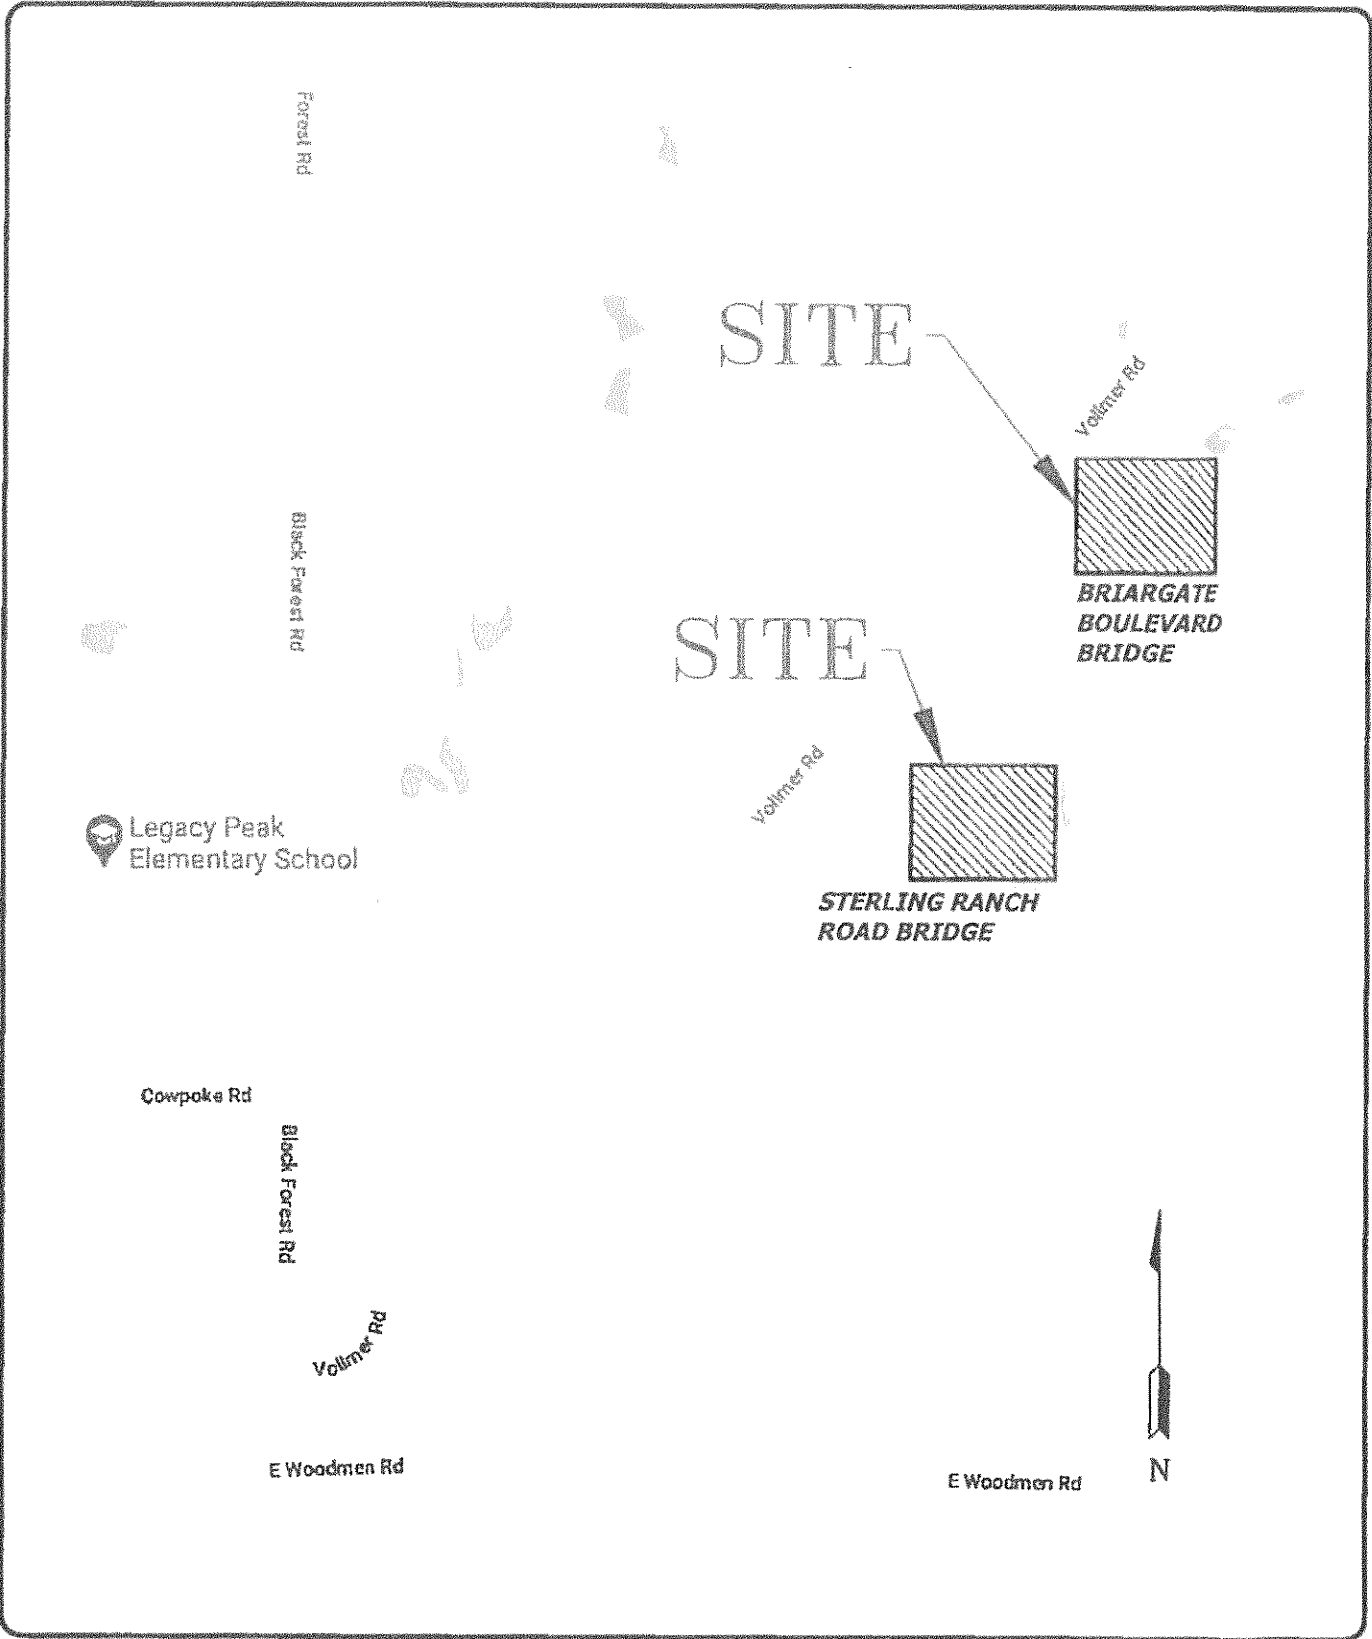 Forest Rd
SITE
Vollmer Rd
Black Forest Rd
BRIARGATE
BOULEVARD
BRIDGE
SITE
Vollmer Rd
Legacy Peak
Elementary School
STERLING RANCH
ROAD BRIDGE
Cowpoke Rd
Black Forest Rd
Vollmer Rd
E Woodmen Rd
E Woodmen Rd
N